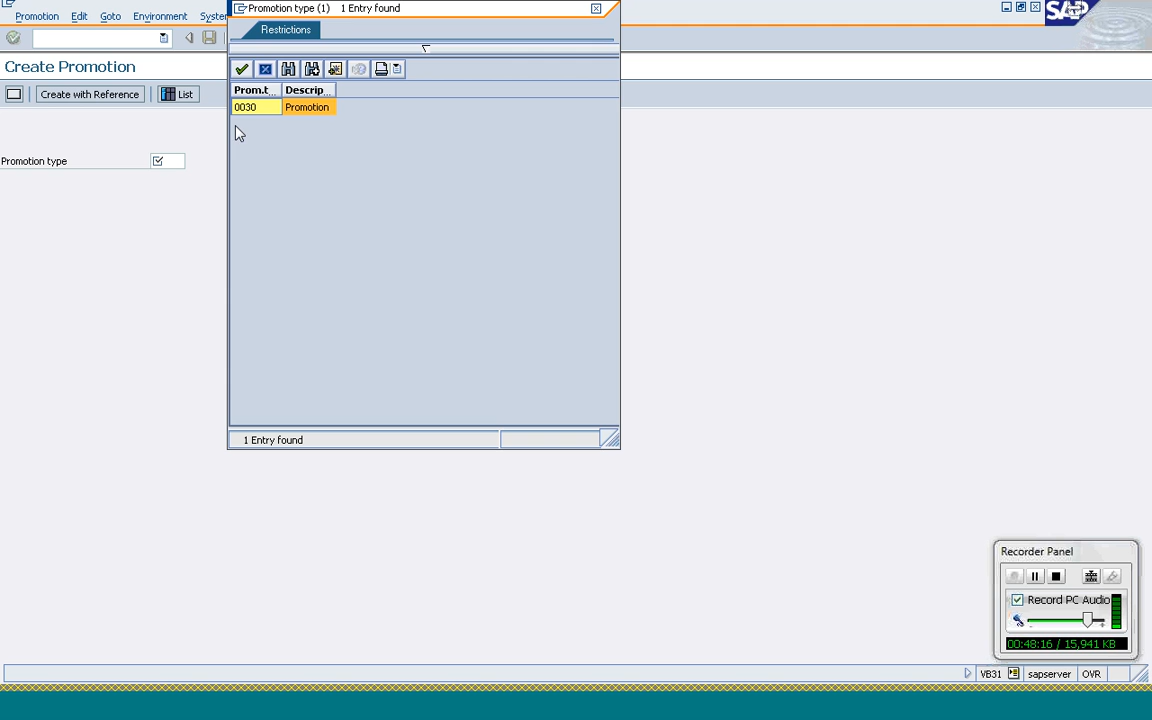 Promotion type (1) 1 Entry found
Promotion Edit Goto Environment Syste
SAP
Restrictions
Create Promotion
Create with Reference List
Prom.t... Descrip...
0030 Promotion
Promotion type
1 Entry found
Recorder Panel
Record PC Audio
00:48:16 / 15,941 KB
VB31 sapserver OVR